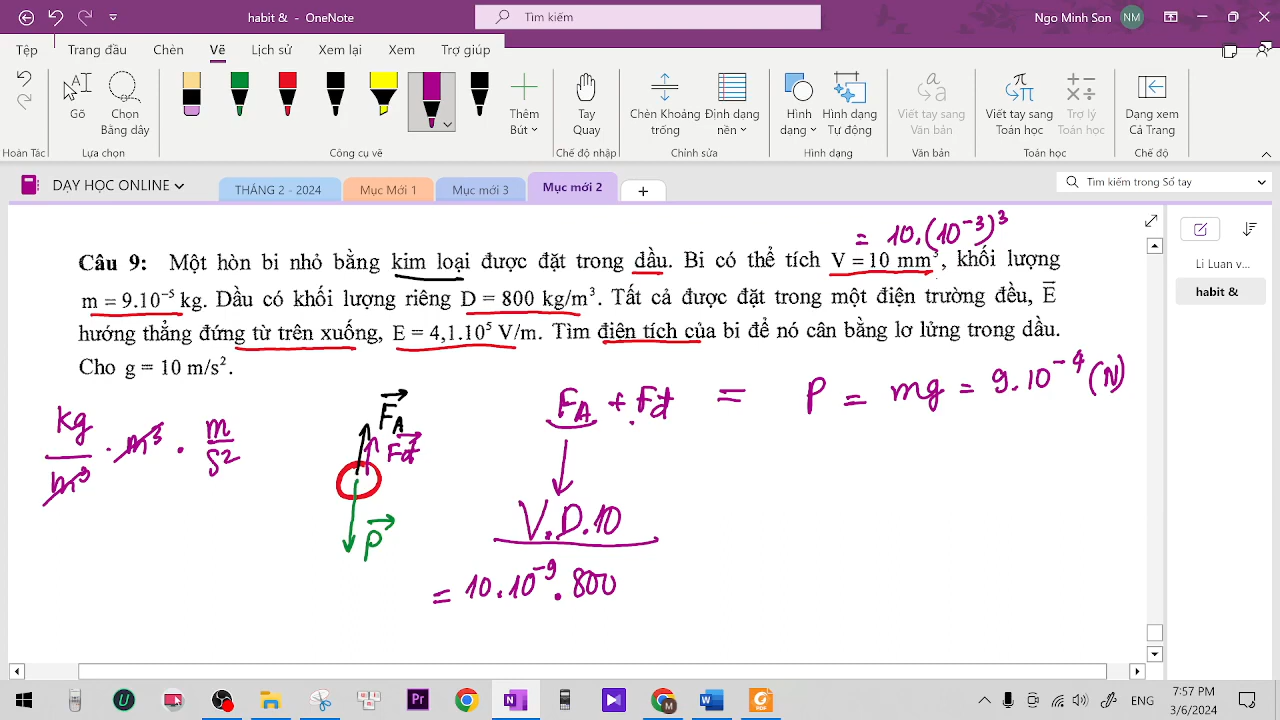 habit & - OneNote
Tìm kiếm
Ngo Minh Son
NM
Tệp Trang đầu Chèn Vẽ Lịch sử Xem lại Xem Trợ giúp
Gõ
Chọn Bằng dây
Thêm Bút
Tay Quay
Chèn Khoảng trống
Định dạng nền
Hình dạng
Hình dạng Tự động
Viết tay sang Văn bản
Viết tay sang Toán học
Trợ lý Toán học
Dạng xem Cả Trang
Hoàn Tác Lựa chọn Công cụ vẽ Chế độ nhập Chỉnh sửa Hình dạng Văn bản Toán học Chế độ
DẠY HỌC ONLINE THÁNG 2 - 2024 Mục Mới 1 Mục mới 3 Mục mới 2 +
Tìm kiếm trong Sổ tay
Li Luan v...
habit &
= 10.(10⁻³)³
Câu 9: Một hòn bi nhỏ bằng kim loại được đặt trong dầu. Bi có thể tích V = 10 mm³, khối lượng
m = 9.10⁻⁵ kg. Dầu có khối lượng riêng D = 800 kg/m³. Tất cả được đặt trong một điện trường đều, E
hướng thẳng đứng từ trên xuống, E = 4,1.10⁵ V/m. Tìm điện tích của bi để nó cân bằng lơ lửng trong dầu.
Cho g = 10 m/s².
FA + Fđ = P = mg = 9.10⁻⁴ (N)
kg/m³ . m³ . m/s²
FA
Fđ
P
V.D.10
= 10.10⁻⁹.800
ENG
7:57 PM
3/6/2024